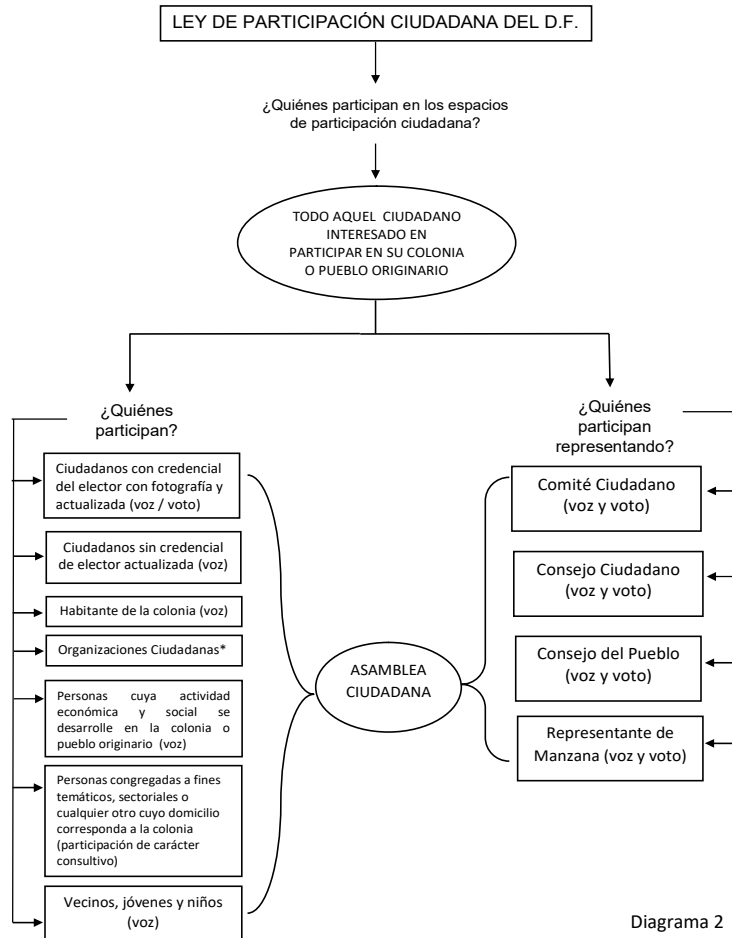 LEY DE PARTICIPACIÓN CIUDADANA DEL D.F.
¿Quiénes participan en los espacios
de participación ciudadana?
TODO AQUEL CIUDADANO
INTERESADO EN
PARTICIPAR EN SU COLONIA
O PUEBLO ORIGINARIO
¿Quiénes
participan?
Ciudadanos con credencial
del elector con fotografía y
actualizada (voz / voto)
Ciudadanos sin credencial
de elector actualizada (voz)
Habitante de la colonia (voz)
Organizaciones Ciudadanas*
Personas cuya actividad
económica y social se
desarrolle en la colonia o
pueblo originario (voz)
Personas congregadas a fines
temáticos, sectoriales o
cualquier otro cuyo domicilio
corresponda a la colonia
(participación de carácter
consultivo)
Vecinos, jóvenes y niños
(voz)
ASAMBLEA
CIUDADANA
¿Quiénes
participan
representando?
Comité Ciudadano
(voz y voto)
Consejo Ciudadano
(voz y voto)
Consejo del Pueblo
(voz y voto)
Representante de
Manzana (voz y voto)
Diagrama 2